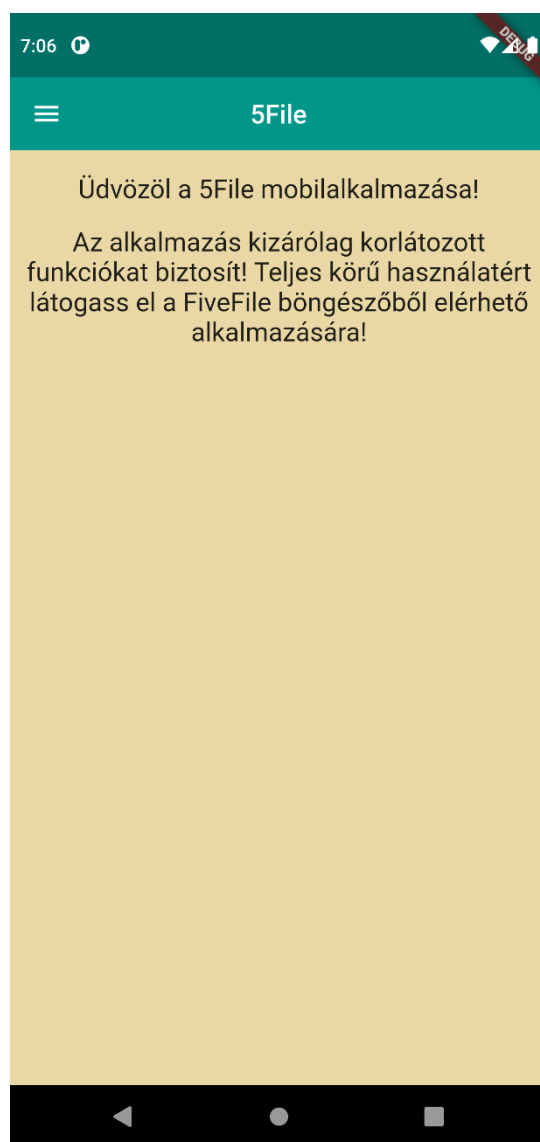 7:06
DEBUG
5File
Üdvözöl a 5File mobilalkalmazása!
Az alkalmazás kizárólag korlátozott
funkciókat biztosít! Teljes körű használatért
látogass el a FiveFile böngészőből elérhető
alkalmazására!